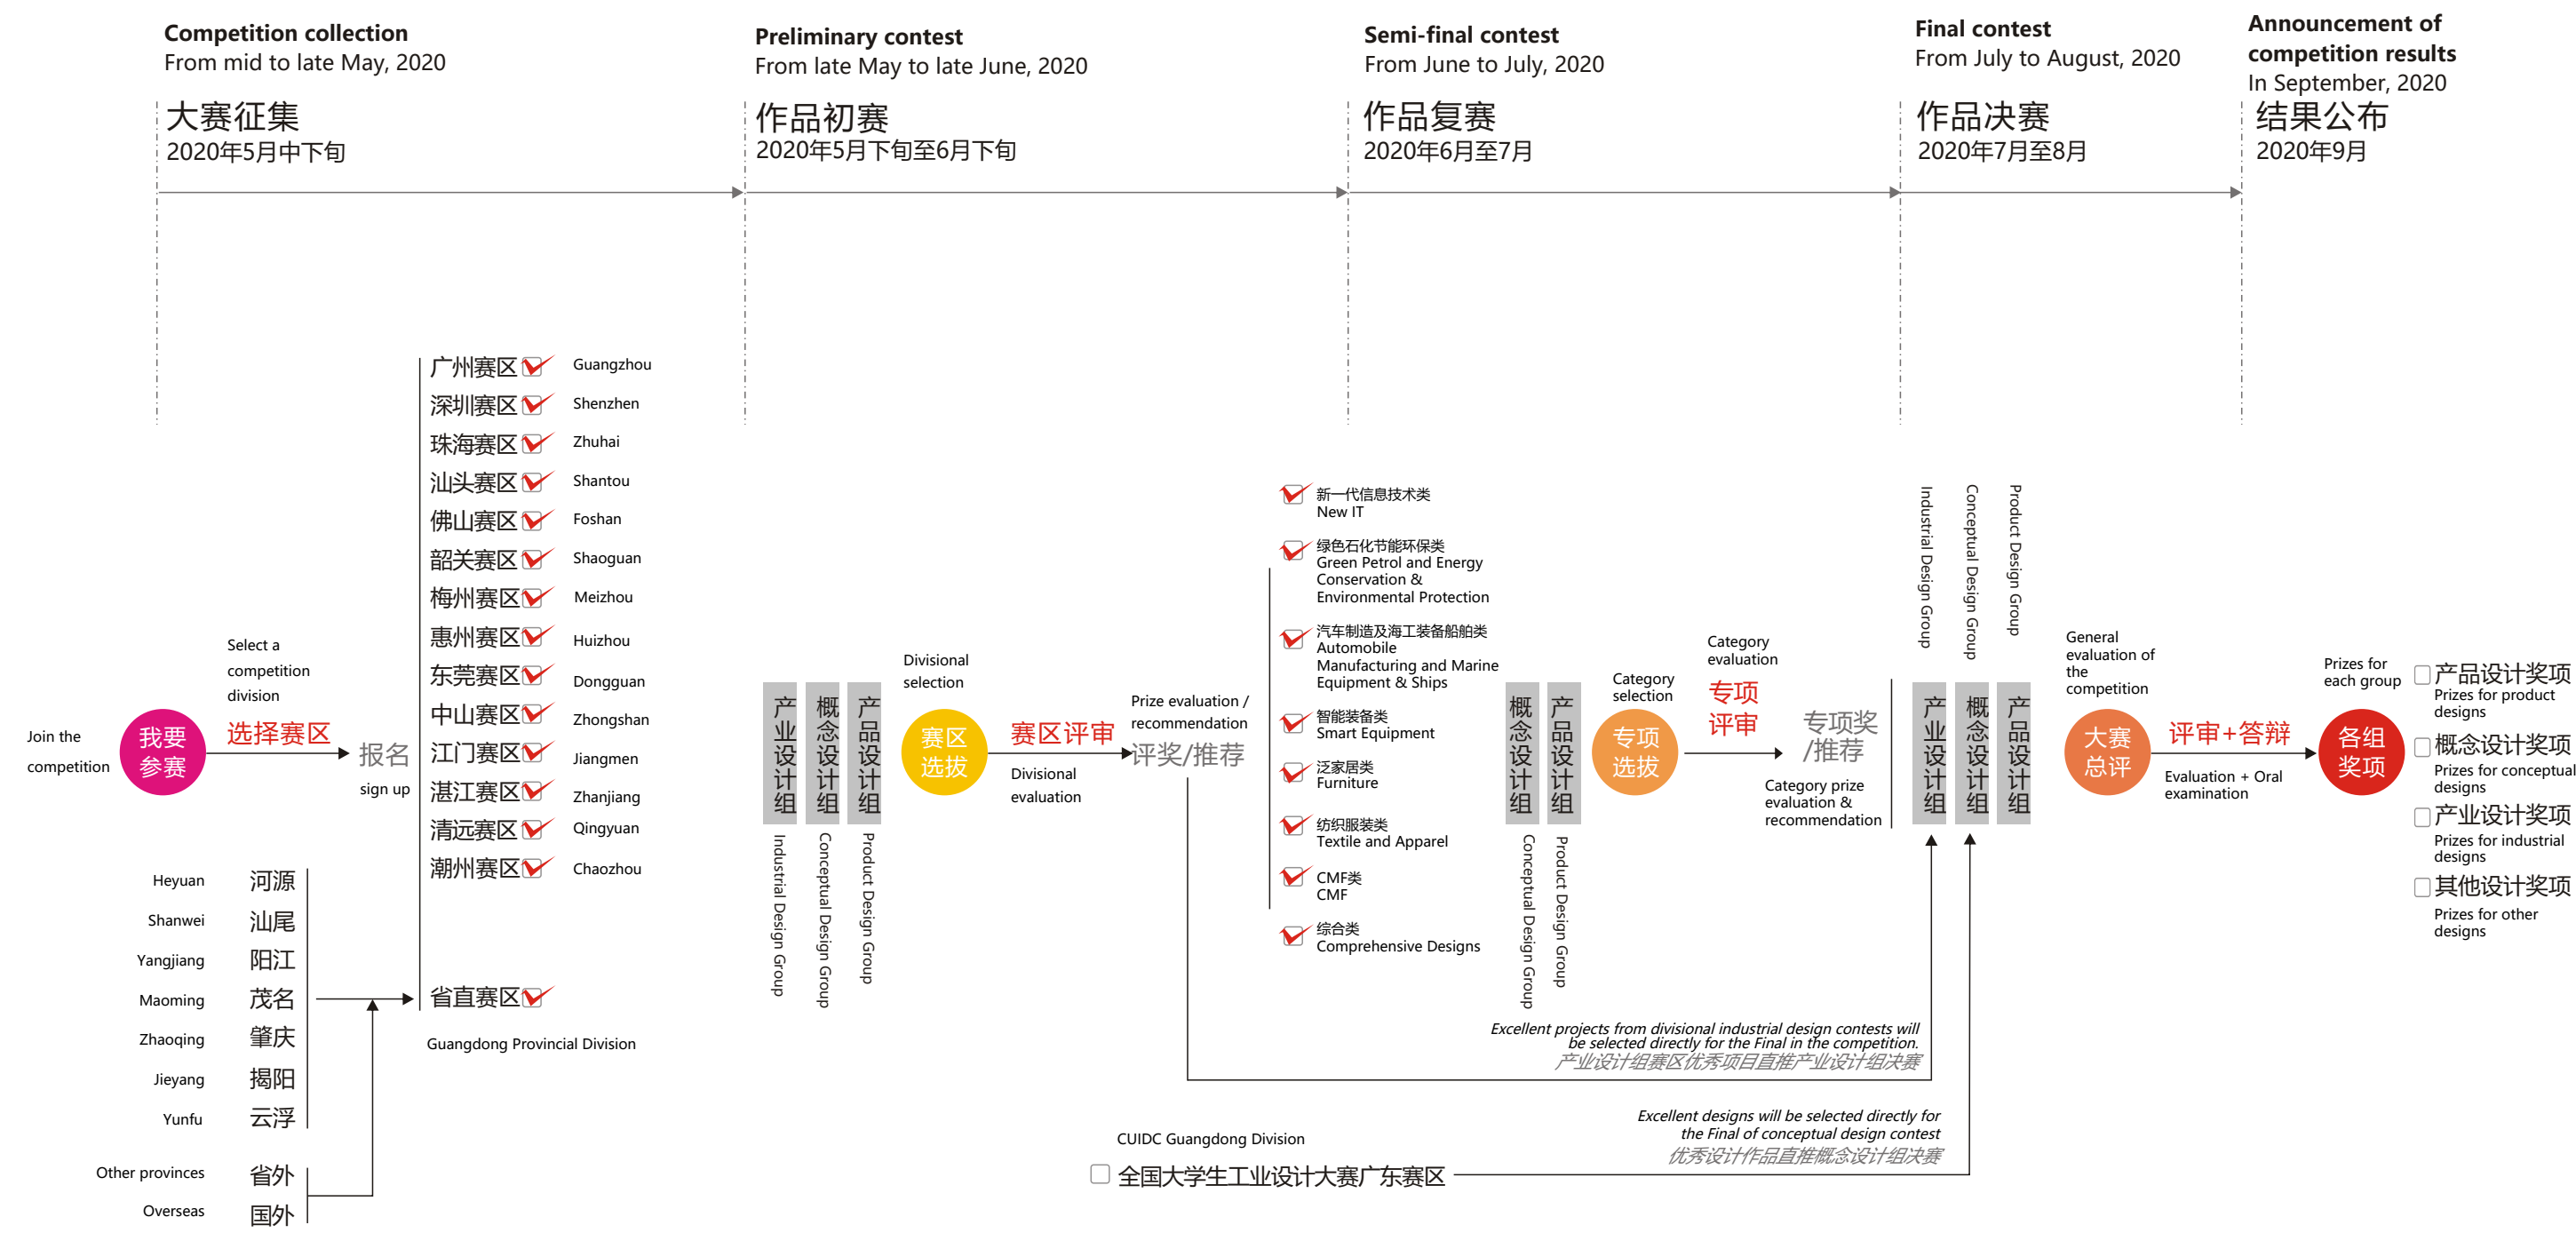 Competition collection
From mid to late May, 2020
大赛征集
2020年5月中下旬
Preliminary contest
From late May to late June, 2020
作品初赛
2020年5月下旬至6月下旬
Semi-final contest
From June to July, 2020
作品复赛
2020年6月至7月
Final contest
From July to August, 2020
作品决赛
2020年7月至8月
Announcement of
competition results
In September, 2020
结果公布
2020年9月
Join the
competition
我要
参赛
Select a
competition
division
选择赛区
报名
sign up
广州赛区 Guangzhou
深圳赛区 Shenzhen
珠海赛区 Zhuhai
汕头赛区 Shantou
佛山赛区 Foshan
韶关赛区 Shaoguan
梅州赛区 Meizhou
惠州赛区 Huizhou
东莞赛区 Dongguan
中山赛区 Zhongshan
江门赛区 Jiangmen
湛江赛区 Zhanjiang
清远赛区 Qingyuan
潮州赛区 Chaozhou
省直赛区
Guangdong Provincial Division
Heyuan 河源
Shanwei 汕尾
Yangjiang 阳江
Maoming 茂名
Zhaoqing 肇庆
Jieyang 揭阳
Yunfu 云浮
Other provinces 省外
Overseas 国外
产业设计组
概念设计组
产品设计组
Industrial Design Group
Conceptual Design Group
Product Design Group
Divisional
selection
赛区
选拔
赛区评审
Divisional
evaluation
Prize evaluation /
recommendation
评奖/推荐
新一代信息技术类
New IT
绿色石化节能环保类
Green Petrol and Energy
Conservation &
Environmental Protection
汽车制造及海工装备船舶类
Automobile
Manufacturing and Marine
Equipment & Ships
智能装备类
Smart Equipment
泛家居类
Furniture
纺织服装类
Textile and Apparel
CMF类
CMF
综合类
Comprehensive Designs
概念设计组
产品设计组
Conceptual Design Group
Product Design Group
Category
selection
专项
选拔
Category
evaluation
专项
评审
专项奖
/推荐
Category prize
evaluation &
recommendation
Industrial Design Group
Conceptual Design Group
Product Design Group
产业设计组
概念设计组
产品设计组
General
evaluation of
the
competition
大赛
总评
评审+答辩
Evaluation + Oral
examination
Prizes for
each group
各组
奖项
产品设计奖项
Prizes for product
designs
概念设计奖项
Prizes for conceptual
designs
产业设计奖项
Prizes for industrial
designs
其他设计奖项
Prizes for other
designs
Excellent projects from divisional industrial design contests will
be selected directly for the Final in the competition.
产业设计组赛区优秀项目直推产业设计组决赛
Excellent designs will be selected directly for
the Final of conceptual design contest
优秀设计作品直推概念设计组决赛
CUIDC Guangdong Division
全国大学生工业设计大赛广东赛区